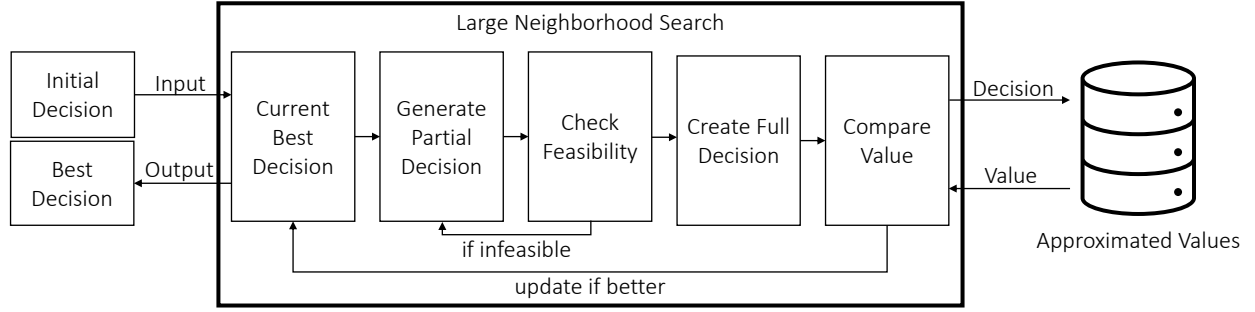 Large Neighborhood Search
Initial
Decision
Input
Best
Decision
Output
Current
Best
Decision
Generate
Partial
Decision
Check
Feasibility
Create Full
Decision
Compare
Value
Decision
Value
Approximated Values
if infeasible
update if better